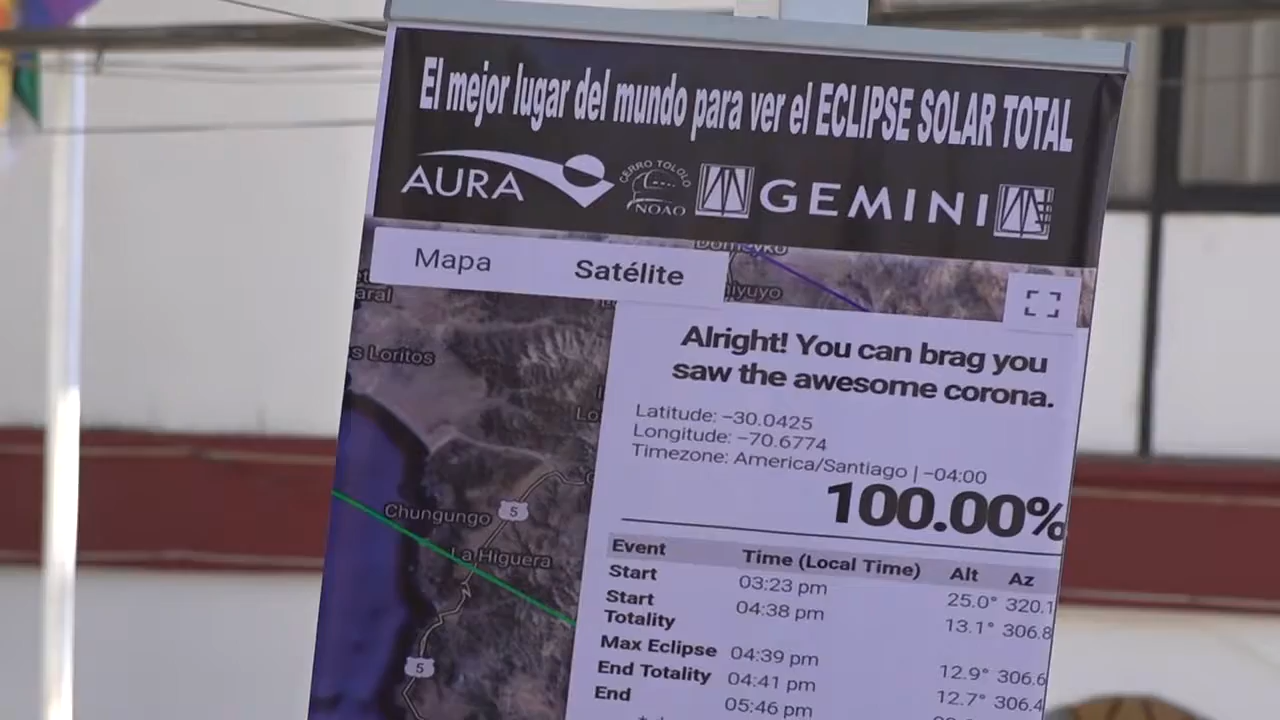 El mejor lugar del mundo para ver el ECLIPSE SOLAR TOTAL
AURA
CERRO TOLOLO
NOAO
GEMINI
Mapa
Satélite
Domeyko
aral
s Loritos
Lo
Alright! You can brag you
saw the awesome corona.
Latitude: −30.0425
Longitude: −70.6774
Timezone: America/Santiago | −04:00
100.00%
Chungungo
5
La Higuera
5
Event Time (Local Time) Alt Az
Start 03:23 pm 25.0° 320.1
Start
Totality 04:38 pm 13.1° 306.8
Max Eclipse 04:39 pm 12.9° 306.6
End Totality 04:41 pm 12.7° 306.4
End 05:46 pm